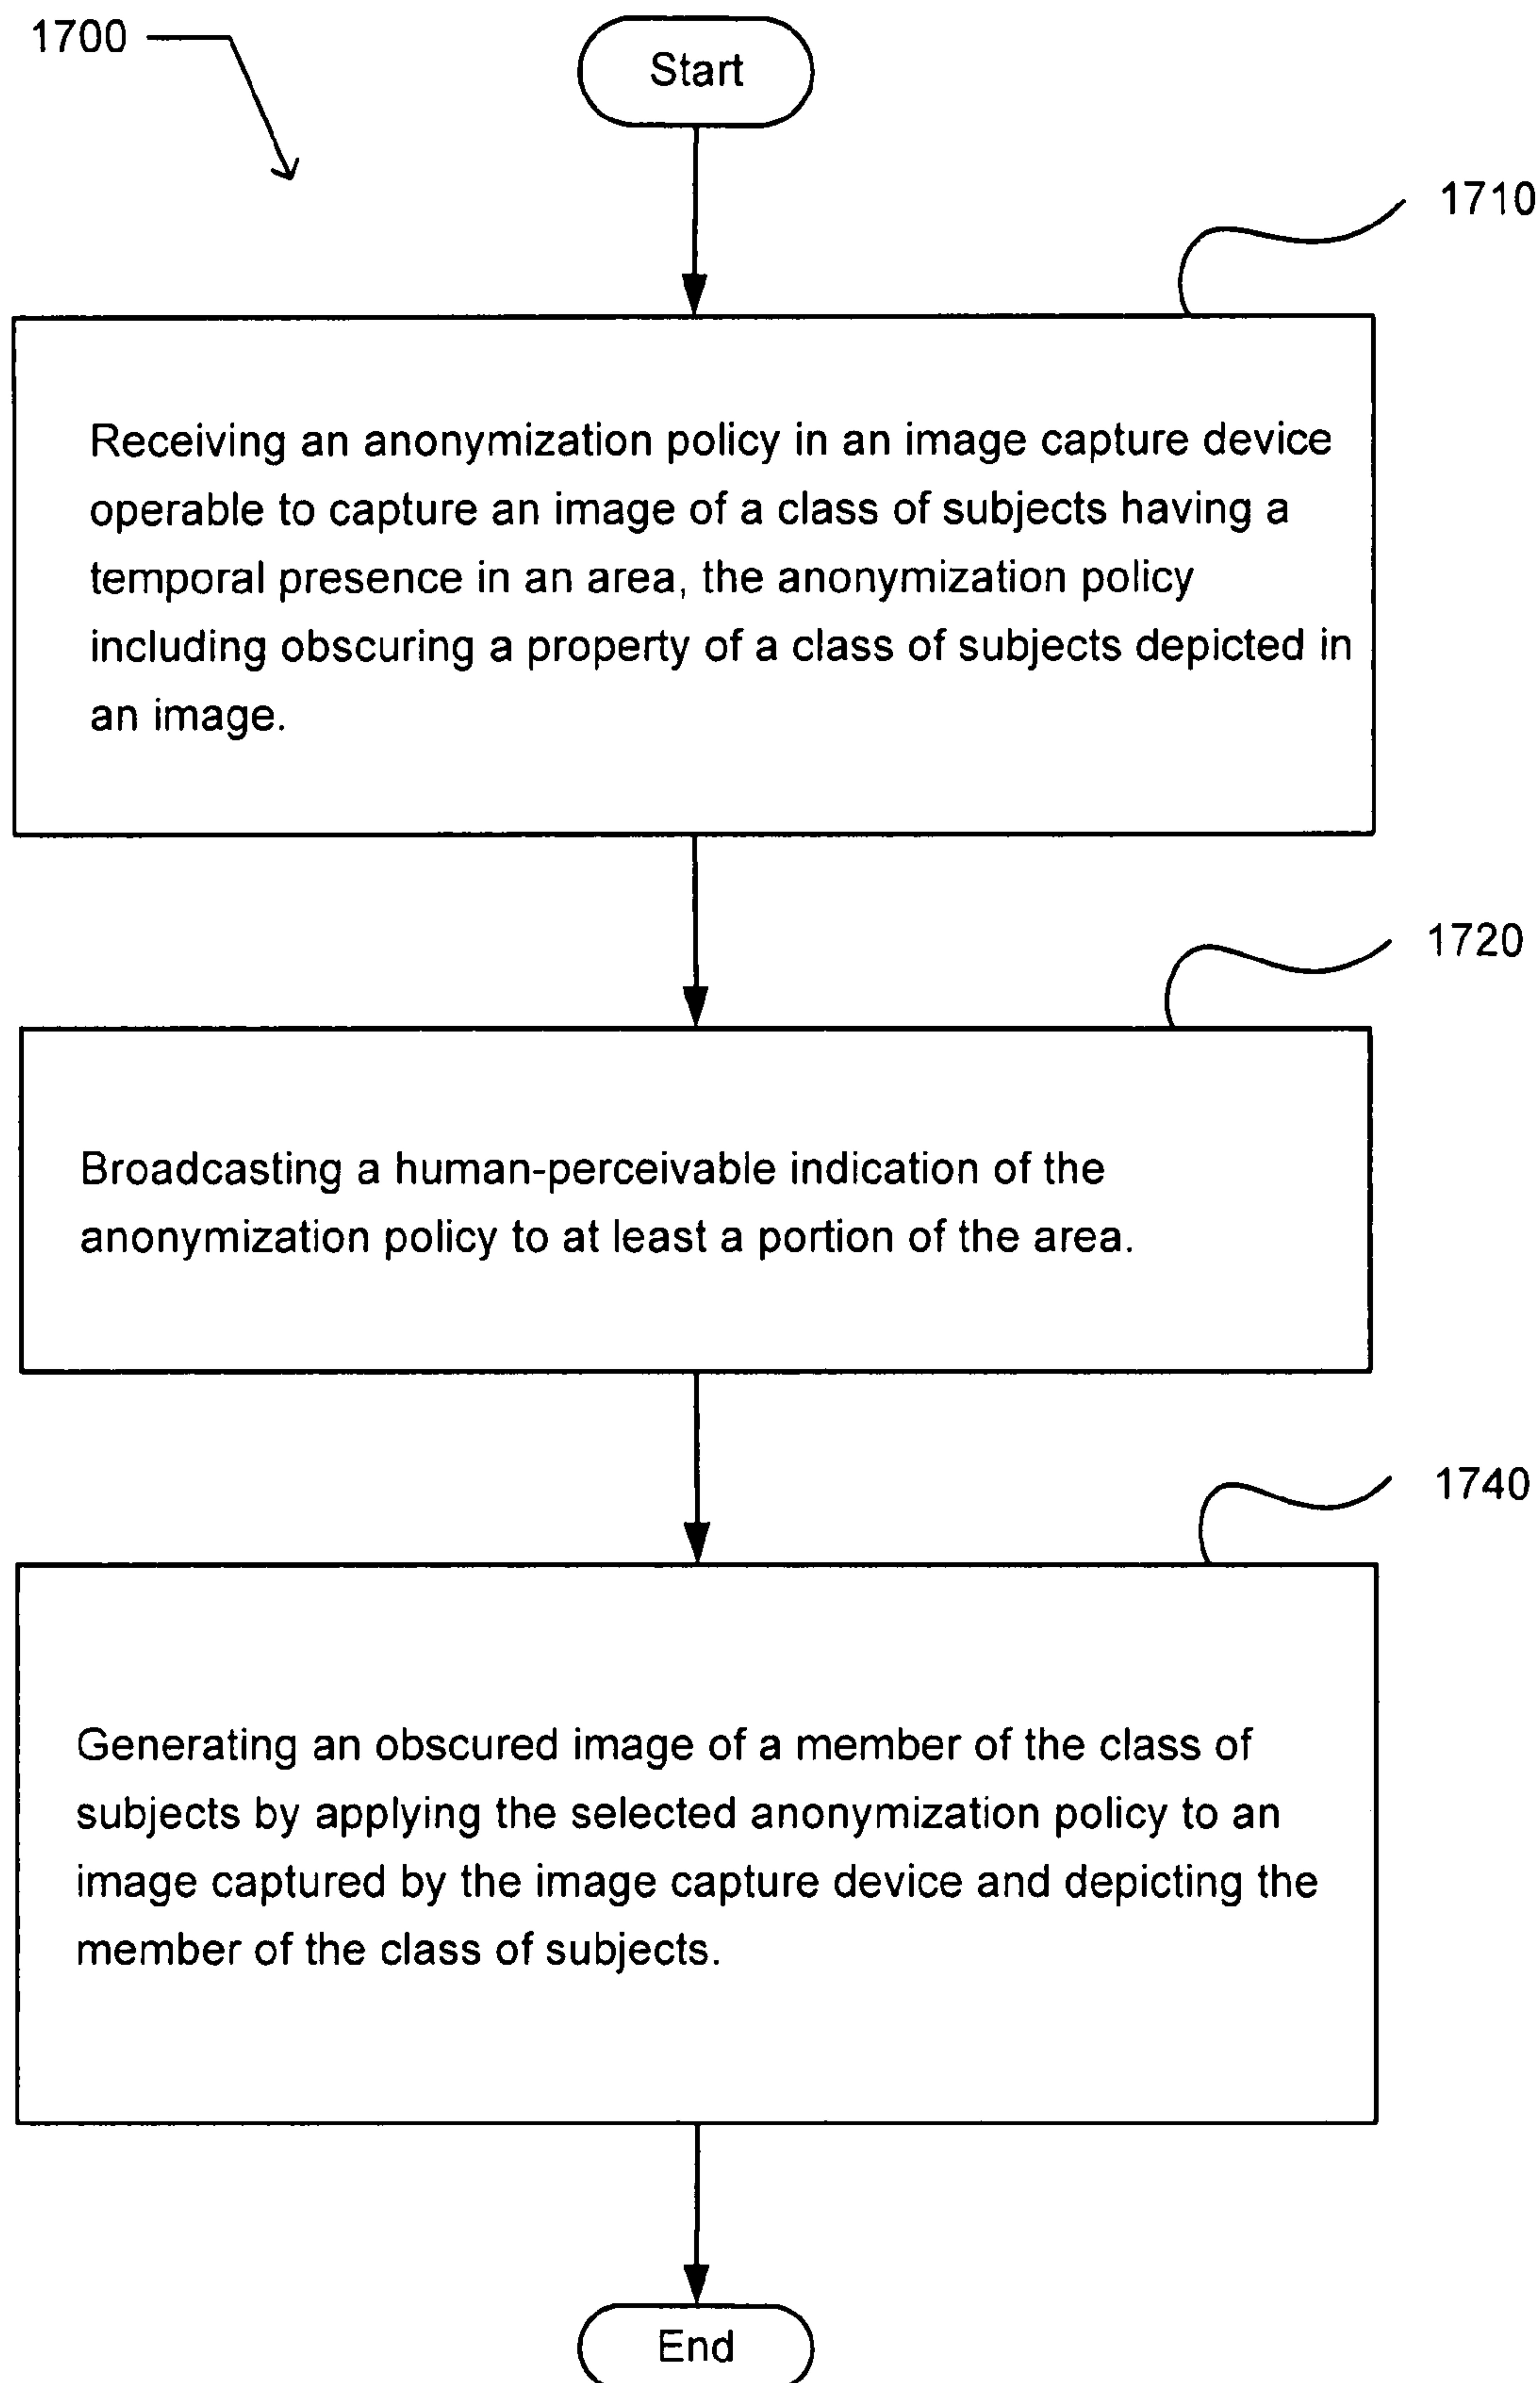 1700
Start
1710
Receiving an anonymization policy in an image capture device
operable to capture an image of a class of subjects having a
temporal presence in an area, the anonymization policy
including obscuring a property of a class of subjects depicted in
an image.
1720
Broadcasting a human-perceivable indication of the
anonymization policy to at least a portion of the area.
1740
Generating an obscured image of a member of the class of
subjects by applying the selected anonymization policy to an
image captured by the image capture device and depicting the
member of the class of subjects.
End